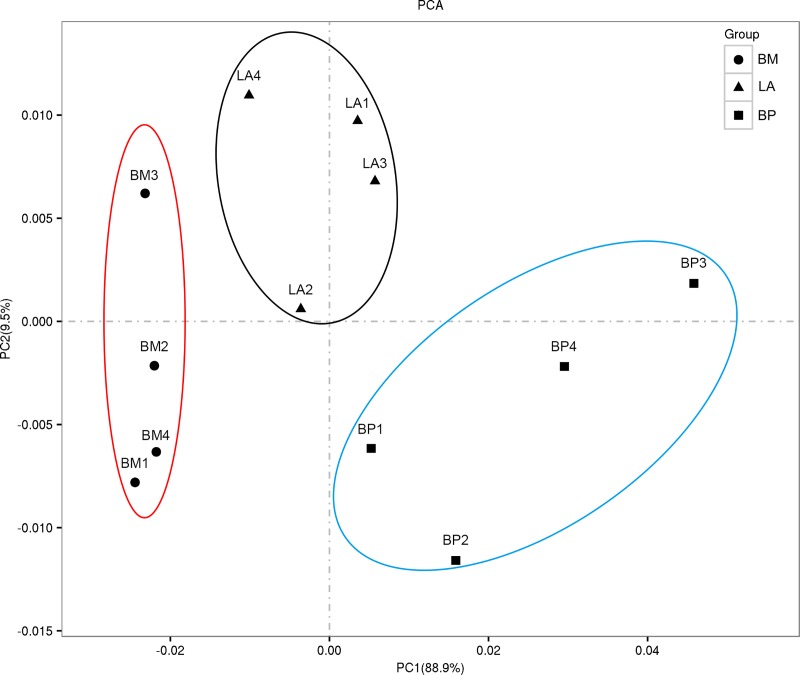 PCA
Group
BM
LA
BP
LA4
LA1
LA3
BM3
LA2
BP3
BM2
BP4
BP1
BM4
BM1
BP2
0.010
0.005
0.000
-0.005
-0.010
-0.015
PC2(9.5%)
-0.02
0.00
0.02
0.04
PC1(88.9%)